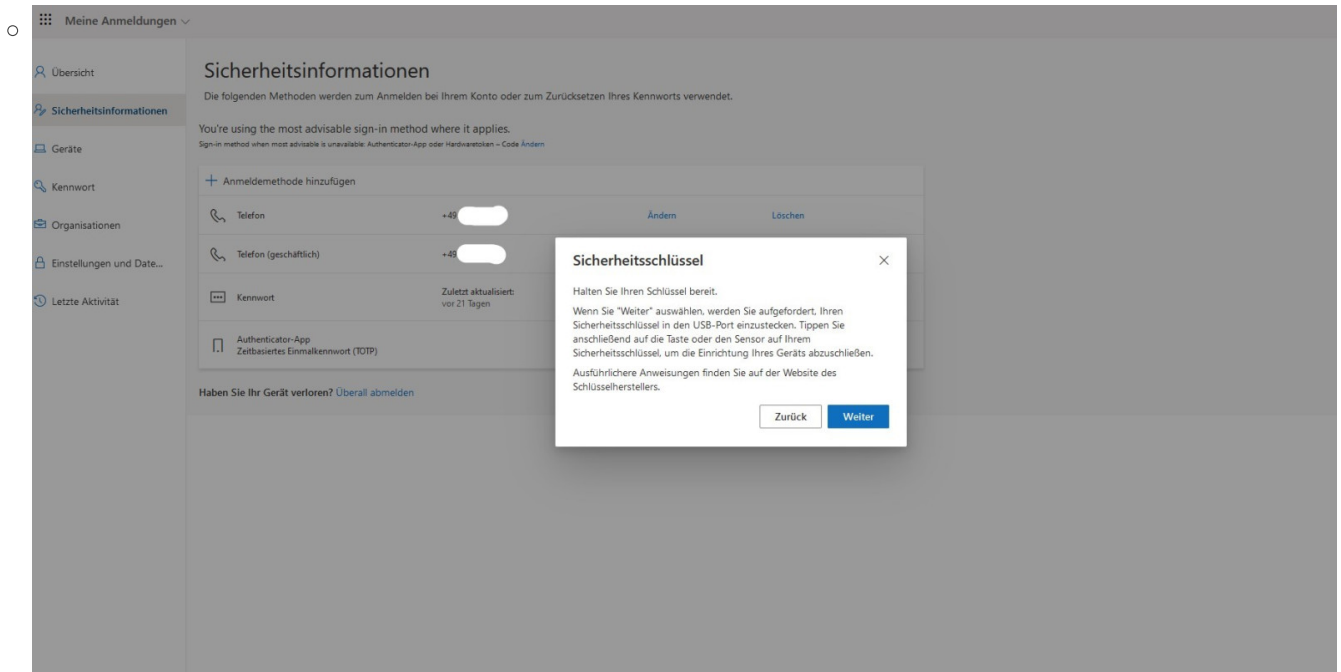 Meine Anmeldungen
Übersicht
Sicherheitsinformationen
Geräte
Kennwort
Organisationen
Einstellungen und Date...
Letzte Aktivität
Sicherheitsinformationen
Die folgenden Methoden werden zum Anmelden bei Ihrem Konto oder zum Zurücksetzen Ihres Kennworts verwendet.
You're using the most advisable sign-in method where it applies.
Sign-in method when most advisable is unavailable: Authenticator-App oder Hardwaretoken – Code Ändern
+ Anmeldemethode hinzufügen
Telefon +49 Ändern Löschen
Telefon (geschäftlich) +49
Kennwort Zuletzt aktualisiert:
vor 21 Tagen
Authenticator-App
Zeitbasiertes Einmalkennwort (TOTP)
Haben Sie Ihr Gerät verloren? Überall abmelden
Sicherheitsschlüssel
Halten Sie Ihren Schlüssel bereit.
Wenn Sie "Weiter" auswählen, werden Sie aufgefordert, Ihren
Sicherheitsschlüssel in den USB-Port einzustecken. Tippen Sie
anschließend auf die Taste oder den Sensor auf Ihrem
Sicherheitsschlüssel, um die Einrichtung Ihres Geräts abzuschließen.
Ausführlichere Anweisungen finden Sie auf der Website des
Schlüsselherstellers.
Zurück Weiter